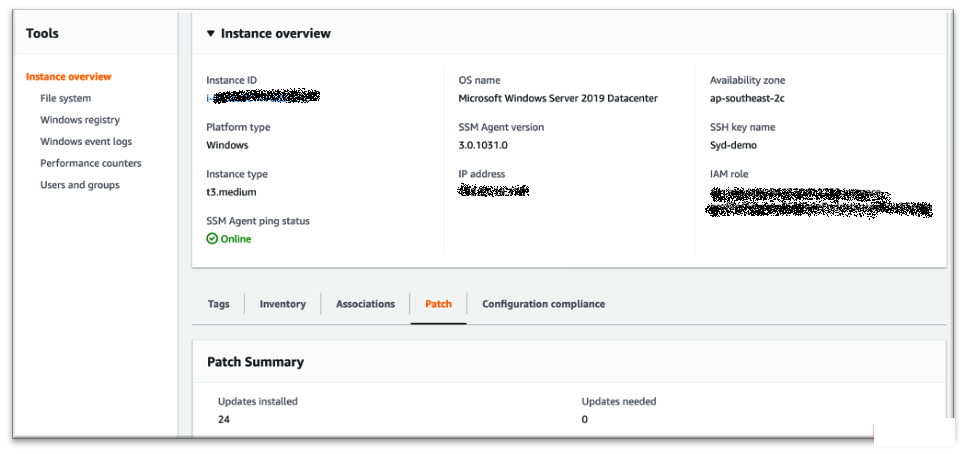 Tools
Instance overview
File system
Windows registry
Windows event logs
Performance counters
Users and groups
Instance overview
Instance ID
OS name
Microsoft Windows Server 2019 Datacenter
Availability zone
ap-southeast-2c
Platform type
Windows
SSM Agent version
3.0.1031.0
SSH key name
Syd-demo
Instance type
t3.medium
IP address
IAM role
SSM Agent ping status
Online
Tags
Inventory
Associations
Patch
Configuration compliance
Patch Summary
Updates installed
24
Updates needed
0